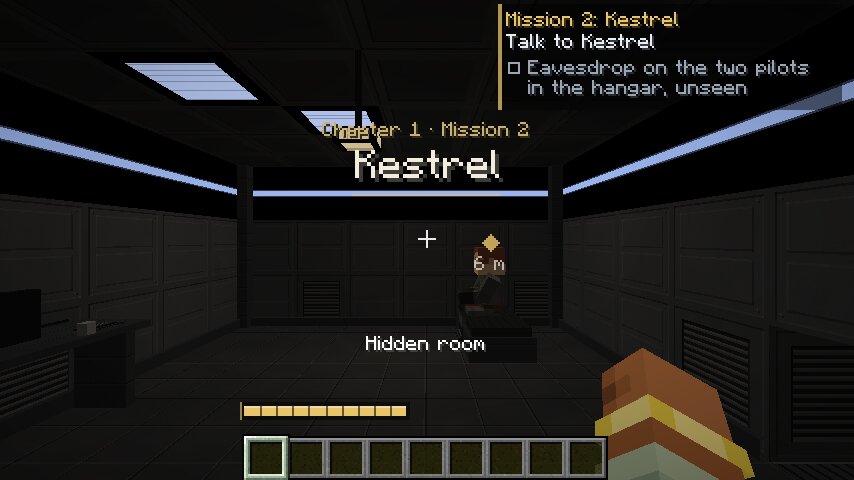 Mission 2: Kestrel
Talk to Kestrel
Eavesdrop on the two pilots
in the hangar, unseen
Chapter 1 · Mission 2
Kestrel
6 m
Hidden room